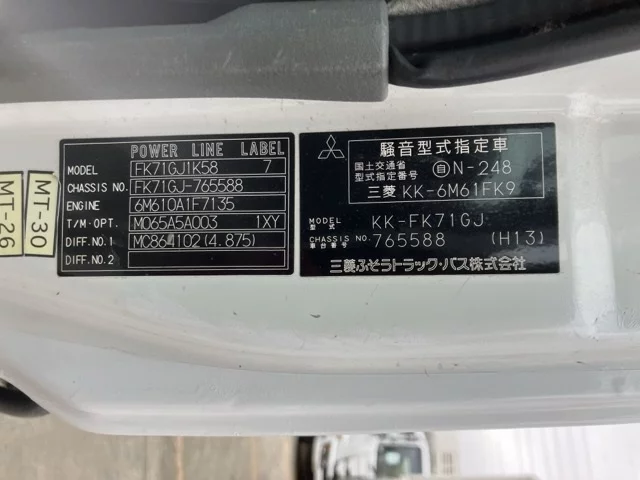 POWER LINE LABEL
MODEL FK71GJ1K58 7
CHASSIS NO. FK71GJ-765588
ENGINE 6M610A1F7135
T/M-OPT. M065A5A003 1XY
DIFF.NO.1 MC864102(4.875)
DIFF.NO.2
騒音型式指定車
国土交通省
型式指定番号 自N-248
三菱 KK-6M61FK9
MODEL
型式 KK-FK71GJ
CHASSIS NO.
車台番号 765588 (H13)
三菱ふそうトラック・バス株式会社
MT-30
MT-26